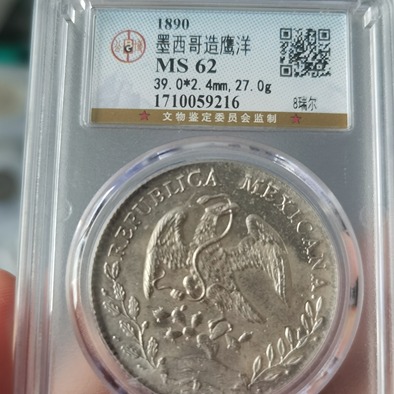 1890
墨西哥造鹰洋
MS 62
39.0*2.4mm,27.0g
1710059216
8瑞尔
文物鉴定委员会监制
REPUBLICA MEXICANA